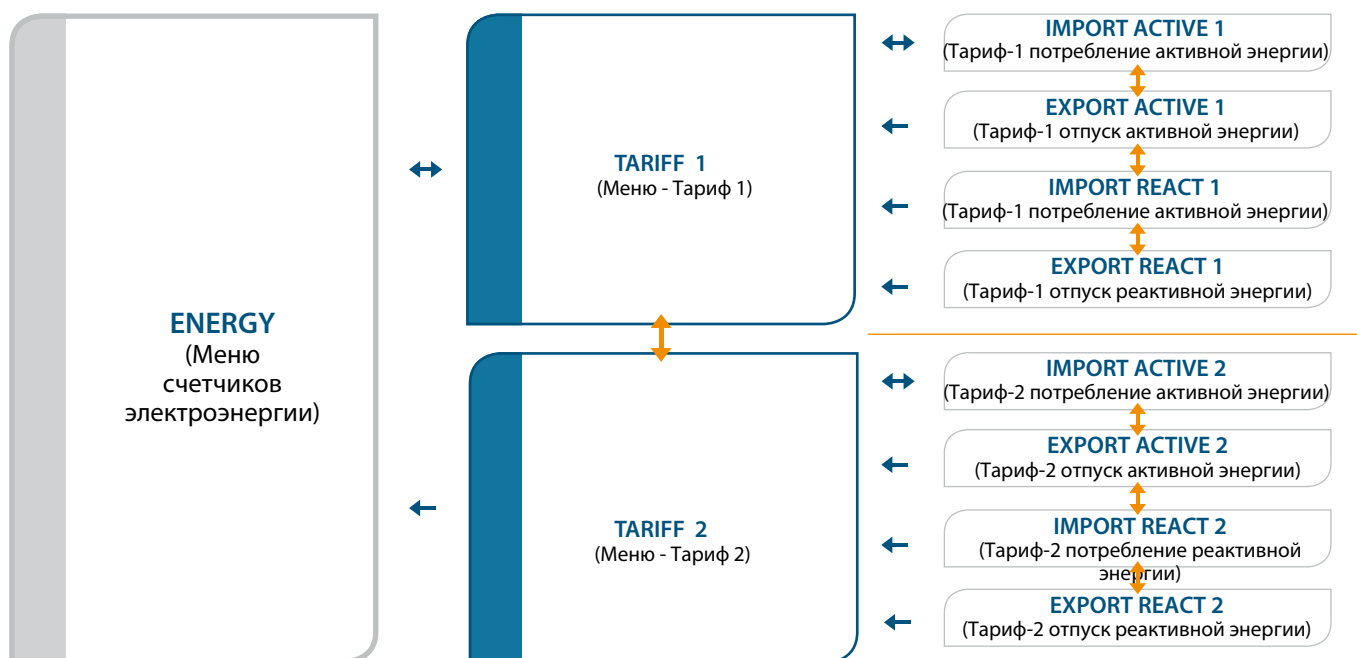 ENERGY
(Меню
счетчиков
электроэнергии)
TARIFF 1
(Меню - Тариф 1)
IMPORT ACTIVE 1
(Тариф-1 потребление активной энергии)
EXPORT ACTIVE 1
(Тариф-1 отпуск активной энергии)
IMPORT REACT 1
(Тариф-1 потребление активной энергии)
EXPORT REACT 1
(Тариф-1 отпуск реактивной энергии)
TARIFF 2
(Меню - Тариф 2)
IMPORT ACTIVE 2
(Тариф-2 потребление активной энергии)
EXPORT ACTIVE 2
(Тариф-2 отпуск активной энергии)
IMPORT REACT 2
(Тариф-2 потребление реактивной
энергии)
EXPORT REACT 2
(Тариф-2 отпуск реактивной энергии)